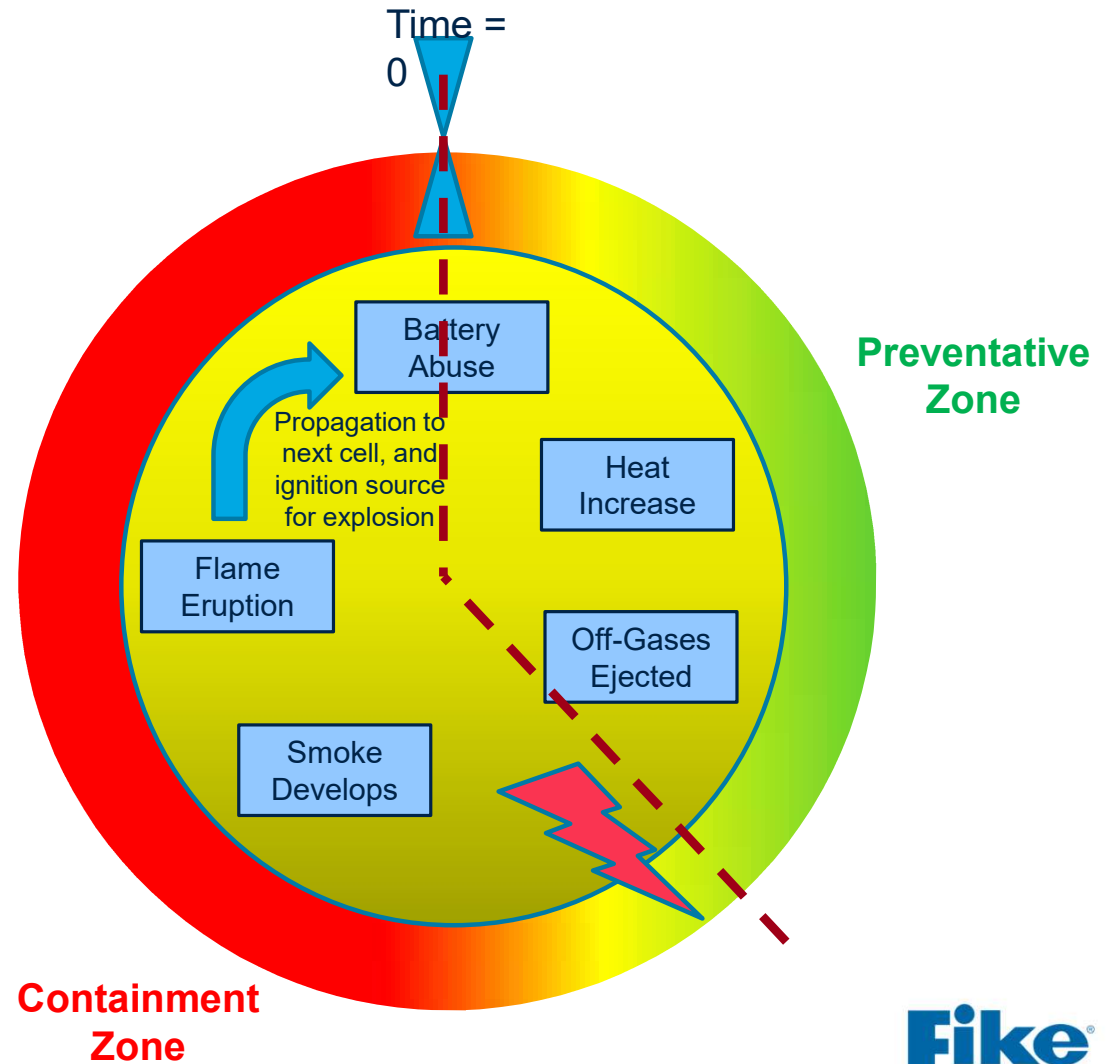 Time =
0
Battery
Abuse
Preventative
Zone
Propagation to
next cell, and
ignition source
for explosion
Heat
Increase
Flame
Eruption
Off-Gases
Ejected
Smoke
Develops
Containment
Zone
Fike®